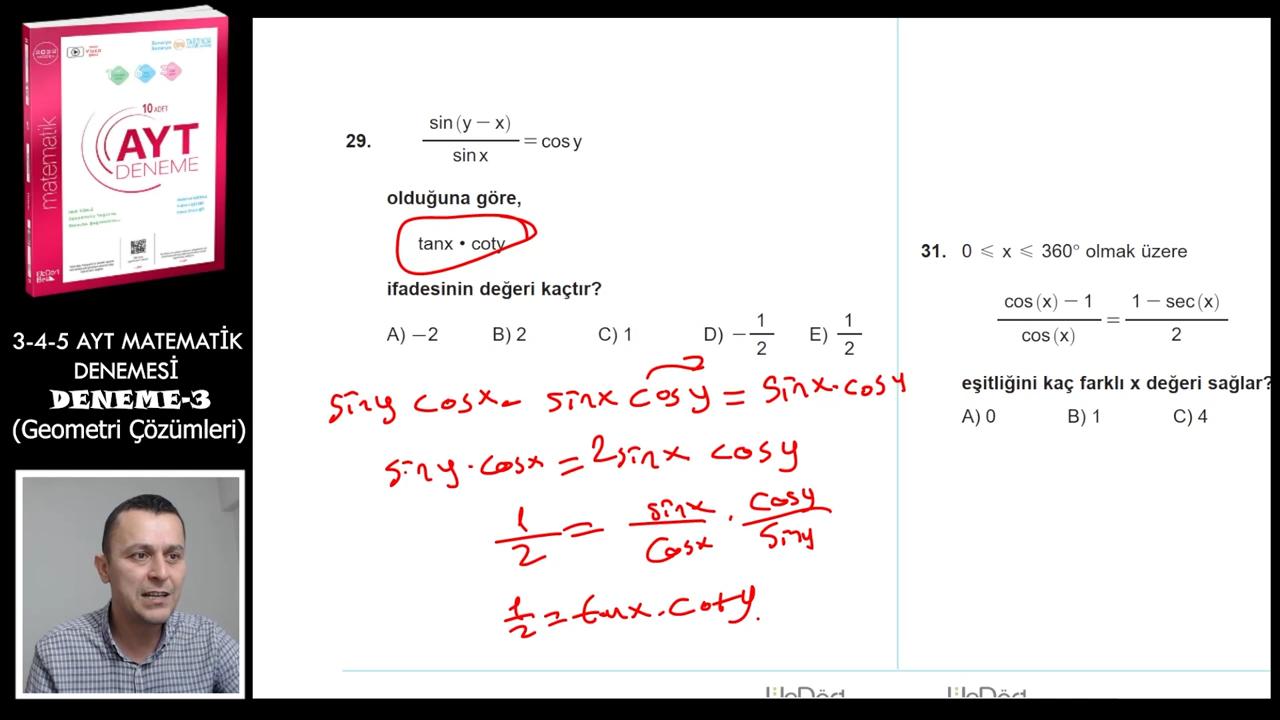 matematik
10 ADET
AYT
DENEME
3-4-5 AYT MATEMATİK
DENEMESİ
DENEME-3
(Geometri Çözümleri)
29. sin(y − x) / sin x = cos y
olduğuna göre,
tanx • coty
ifadesinin değeri kaçtır?
A) −2 B) 2 C) 1 D) −1/2 E) 1/2
siny cosx - sinx cosy = sinx·cosy
siny·cosx = 2sinx cosy
1/2 = sinx/cosx · cosy/siny
1/2 = tanx·coty.
31. 0 ⩽ x ⩽ 360° olmak üzere
cos(x) − 1 / cos(x) = 1 − sec(x) / 2
eşitliğini kaç farklı x değeri sağlar?
A) 0 B) 1 C) 4